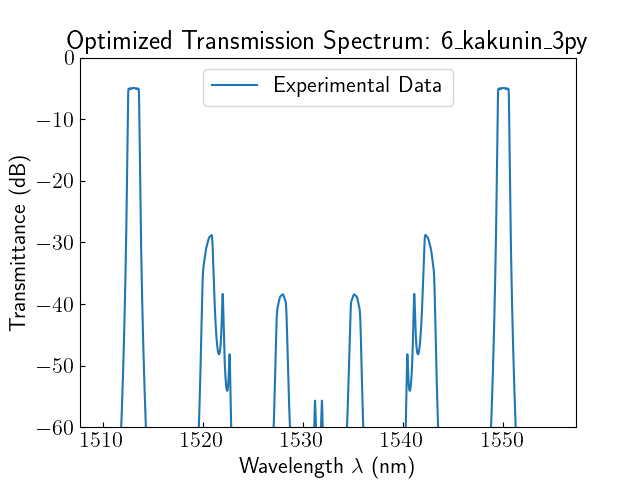 Optimized Transmission Spectrum: 6_kakunin_3py
Experimental Data
Transmittance (dB)
0
−10
−20
−30
−40
−50
−60
1510 1520 1530 1540 1550
Wavelength λ (nm)